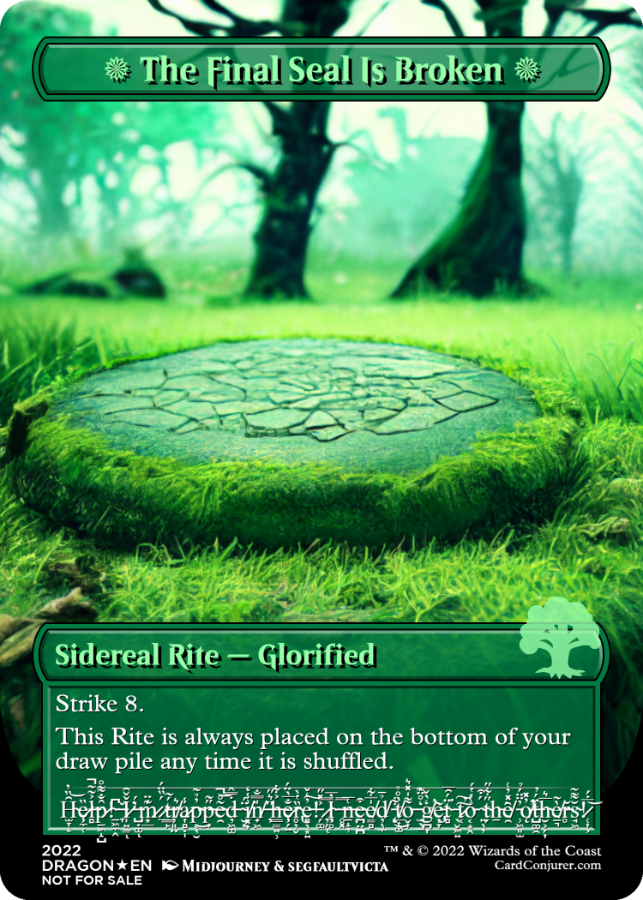 The Final Seal Is Broken
Sidereal Rite — Glorified
Strike 8.
This Rite is always placed on the bottom of your
draw pile any time it is shuffled.
Help! I'm trapped in here! I need to get to the others!
2022
DRAGON★EN
MIDJOURNEY & SEGFAULTVICTA
NOT FOR SALE
™ & © 2022 Wizards of the Coast
CardConjurer.com